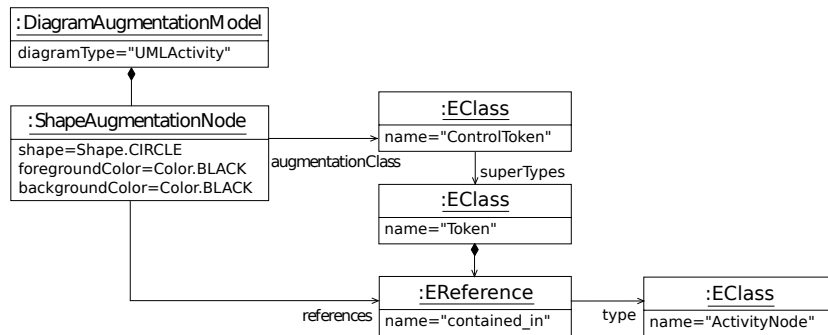 :DiagramAugmentationModel
diagramType="UMLActivity"
:ShapeAugmentationNode
shape=Shape.CIRCLE
foregroundColor=Color.BLACK
backgroundColor=Color.BLACK
augmentationClass
:EClass
name="ControlToken"
superTypes
:EClass
name="Token"
references
:EReference
name="contained_in"
type
:EClass
name="ActivityNode"